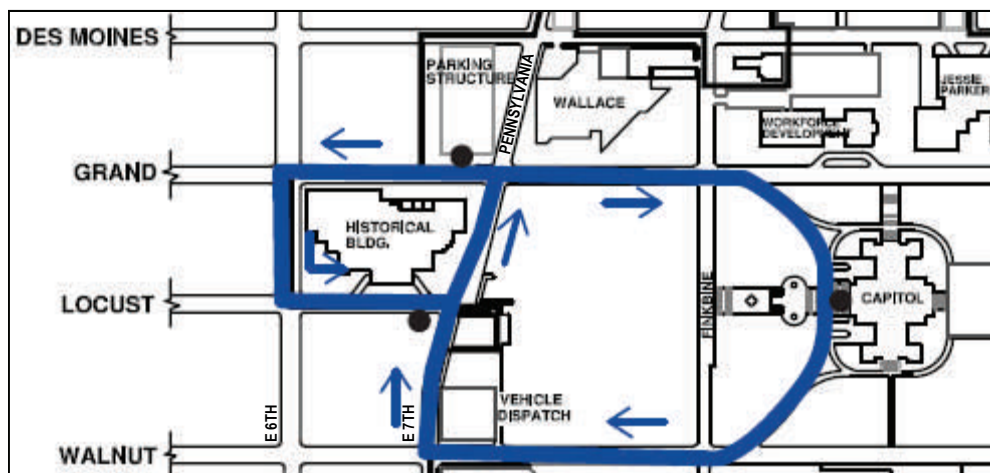 DES MOINES
PARKING
STRUCTURE
PENNSYLVANIA
WALLACE
JESSIE
PARKER
WORKFORCE
DEVELOPMENT
GRAND
HISTORICAL
BLDG.
LOCUST
FINKBINE
CAPITOL
E 6TH
E 7TH
VEHICLE
DISPATCH
WALNUT